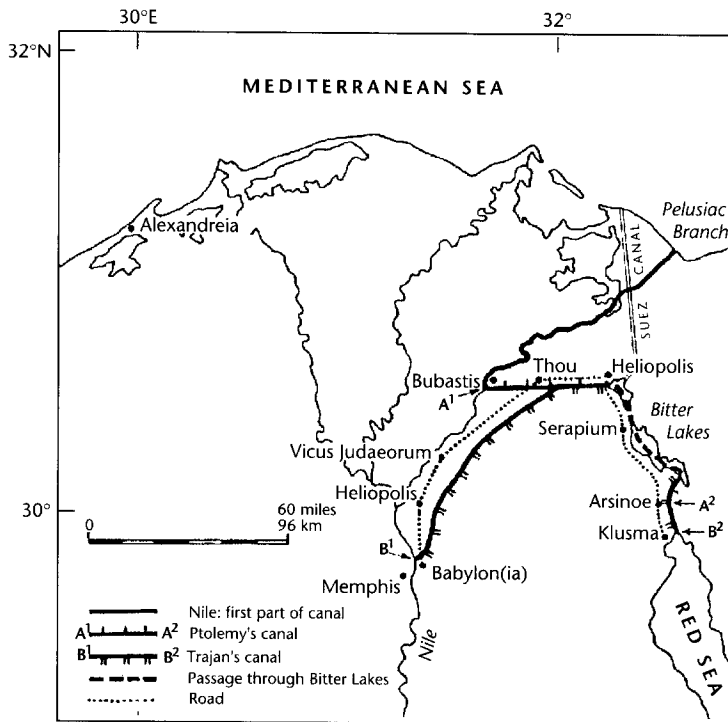 30°E
32°
32°N
MEDITERRANEAN SEA
Alexandreia
Pelusiac
Branch
SUEZ CANAL
Bubastis
Thou
Heliopolis
A1
Bitter
Lakes
Vicus Judaeorum
Serapium
Heliopolis
30°
60 miles
0
96 km
Arsinoe
A2
Klusma
B2
B1
Babylon(ia)
Memphis
Nile
RED SEA
Nile: first part of canal
A1 A2 Ptolemy's canal
B1 B2 Trajan's canal
Passage through Bitter Lakes
Road